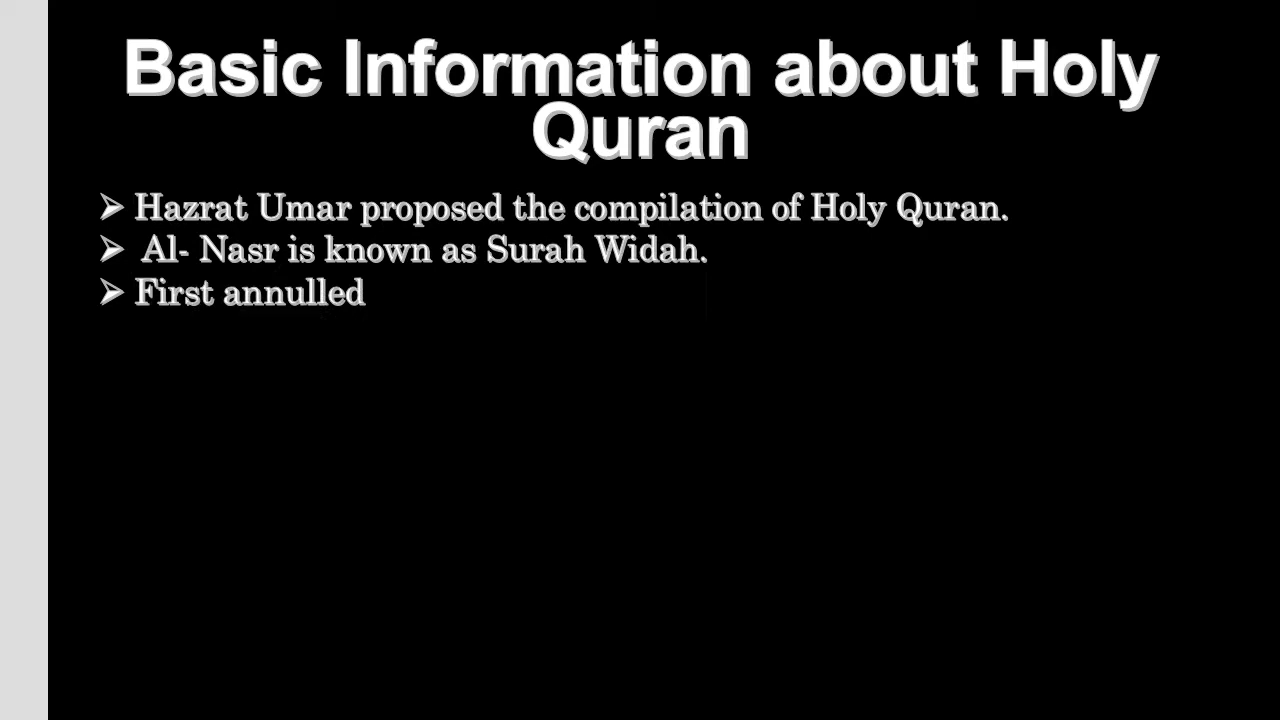 Basic Information about Holy
Quran
➢ Hazrat Umar proposed the compilation of Holy Quran.
➢ Al- Nasr is known as Surah Widah.
➢ First annulled